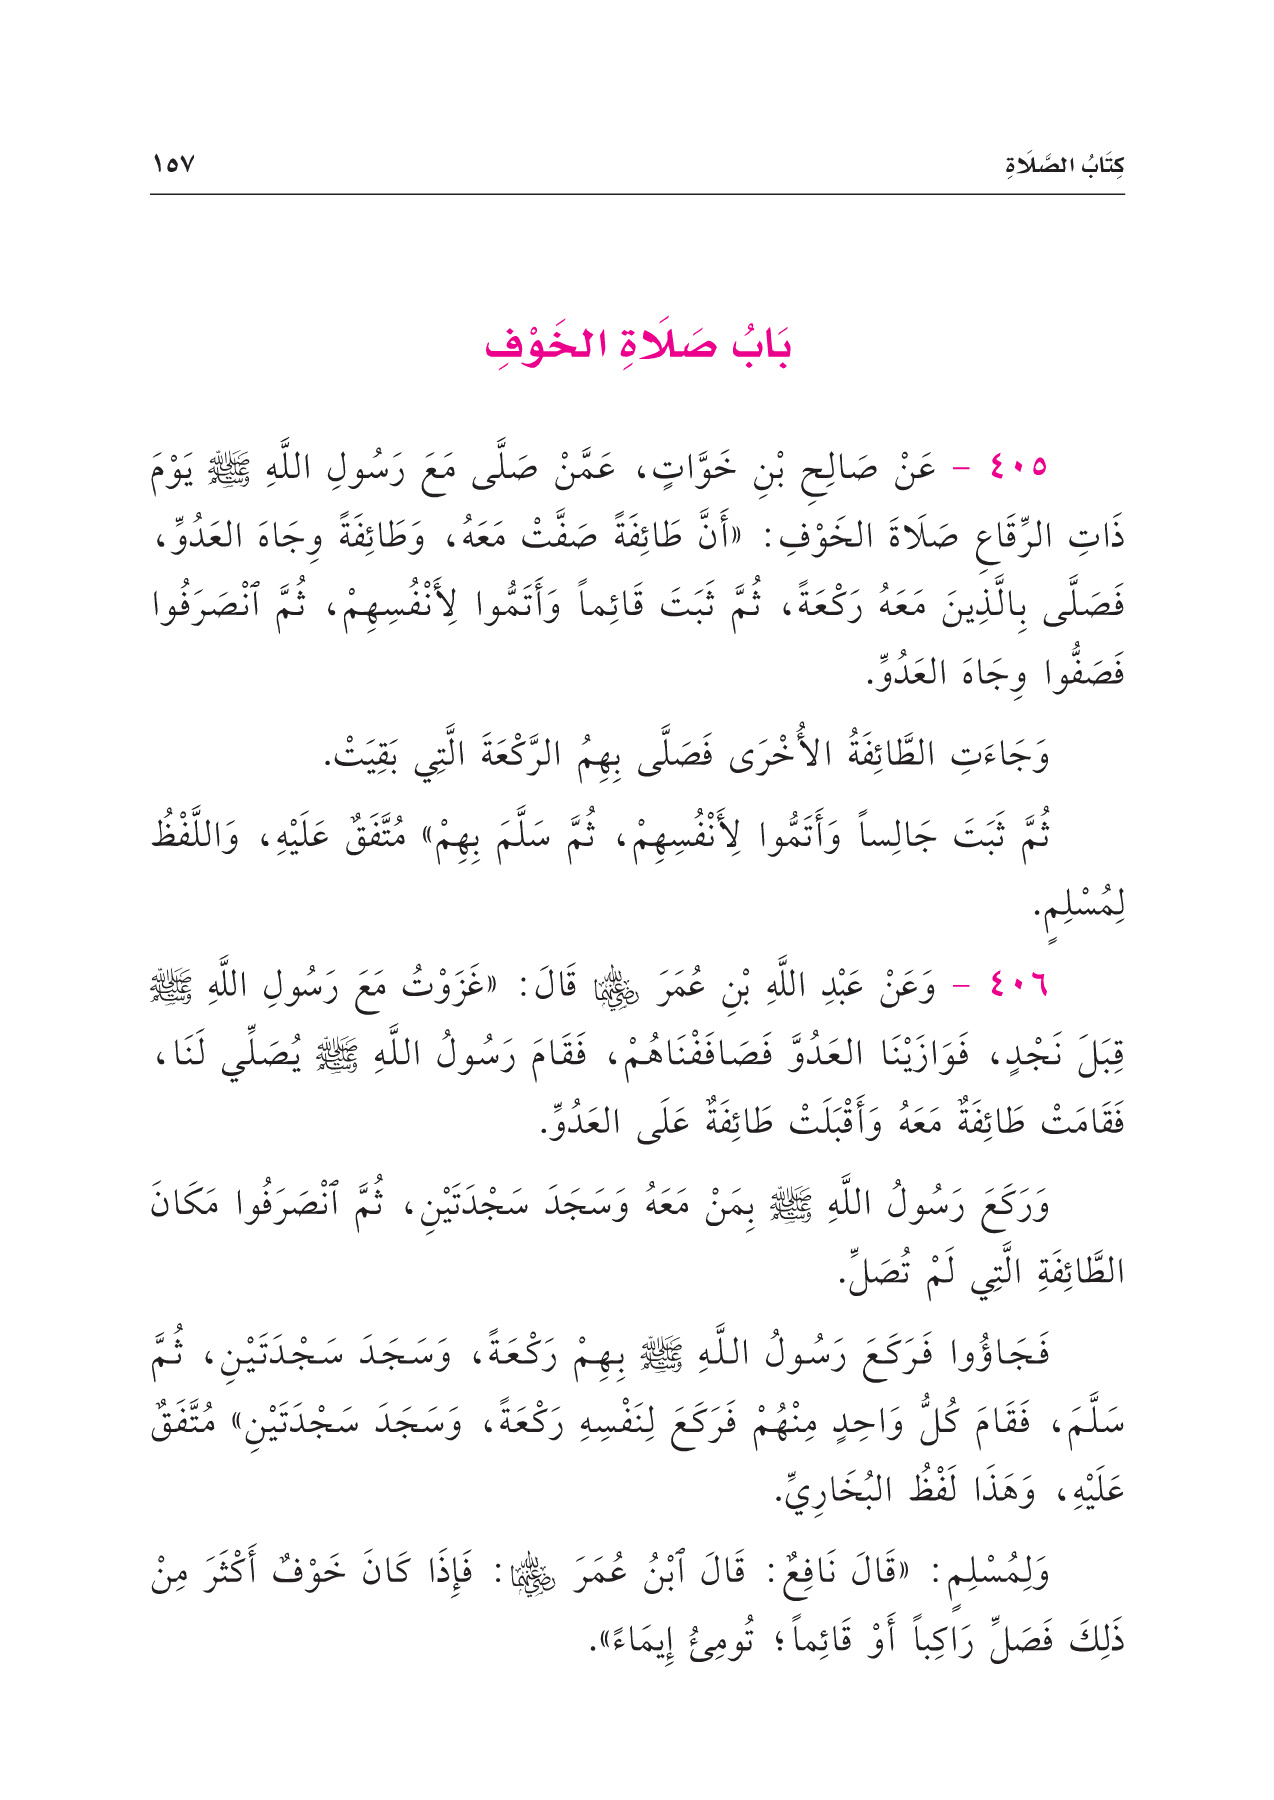 كِتَابُ الصَّلَاةِ ١٥٧
بَابُ صَلَاةِ الخَوْفِ
٤٠٥ - عَنْ صَالِحِ بْنِ خَوَّاتٍ، عَمَّنْ صَلَّى مَعَ رَسُولِ اللَّهِ ﷺ يَوْمَ
ذَاتِ الرِّقَاعِ صَلَاةَ الخَوْفِ: «أَنَّ طَائِفَةً صَفَّتْ مَعَهُ، وَطَائِفَةً وِجَاهَ العَدُوِّ،
فَصَلَّى بِالَّذِينَ مَعَهُ رَكْعَةً، ثُمَّ ثَبَتَ قَائِماً وَأَتَمُّوا لِأَنْفُسِهِمْ، ثُمَّ ٱنْصَرَفُوا
فَصَفُّوا وِجَاهَ العَدُوِّ.
وَجَاءَتِ الطَّائِفَةُ الأُخْرَى فَصَلَّى بِهِمُ الرَّكْعَةَ الَّتِي بَقِيَتْ.
ثُمَّ ثَبَتَ جَالِساً وَأَتَمُّوا لِأَنْفُسِهِمْ، ثُمَّ سَلَّمَ بِهِمْ» مُتَّفَقٌ عَلَيْهِ، وَاللَّفْظُ
لِمُسْلِمٍ.
٤٠٦ - وَعَنْ عَبْدِ اللَّهِ بْنِ عُمَرَ رضي الله عنهما قَالَ: «غَزَوْتُ مَعَ رَسُولِ اللَّهِ ﷺ
قِبَلَ نَجْدٍ، فَوَازَيْنَا العَدُوَّ فَصَافَفْنَاهُمْ، فَقَامَ رَسُولُ اللَّهِ ﷺ يُصَلِّي لَنَا،
فَقَامَتْ طَائِفَةٌ مَعَهُ وَأَقْبَلَتْ طَائِفَةٌ عَلَى العَدُوِّ.
وَرَكَعَ رَسُولُ اللَّهِ ﷺ بِمَنْ مَعَهُ وَسَجَدَ سَجْدَتَيْنِ، ثُمَّ ٱنْصَرَفُوا مَكَانَ
الطَّائِفَةِ الَّتِي لَمْ تُصَلِّ.
فَجَاؤُوا فَرَكَعَ رَسُولُ اللَّهِ ﷺ بِهِمْ رَكْعَةً، وَسَجَدَ سَجْدَتَيْنِ، ثُمَّ
سَلَّمَ، فَقَامَ كُلُّ وَاحِدٍ مِنْهُمْ فَرَكَعَ لِنَفْسِهِ رَكْعَةً، وَسَجَدَ سَجْدَتَيْنِ» مُتَّفَقٌ
عَلَيْهِ، وَهَذَا لَفْظُ البُخَارِيِّ.
وَلِمُسْلِمٍ: «قَالَ نَافِعٌ: قَالَ ٱبْنُ عُمَرَ رضي الله عنهما: فَإِذَا كَانَ خَوْفٌ أَكْثَرَ مِنْ
ذَلِكَ فَصَلِّ رَاكِباً أَوْ قَائِماً؛ تُومِئُ إِيمَاءً».